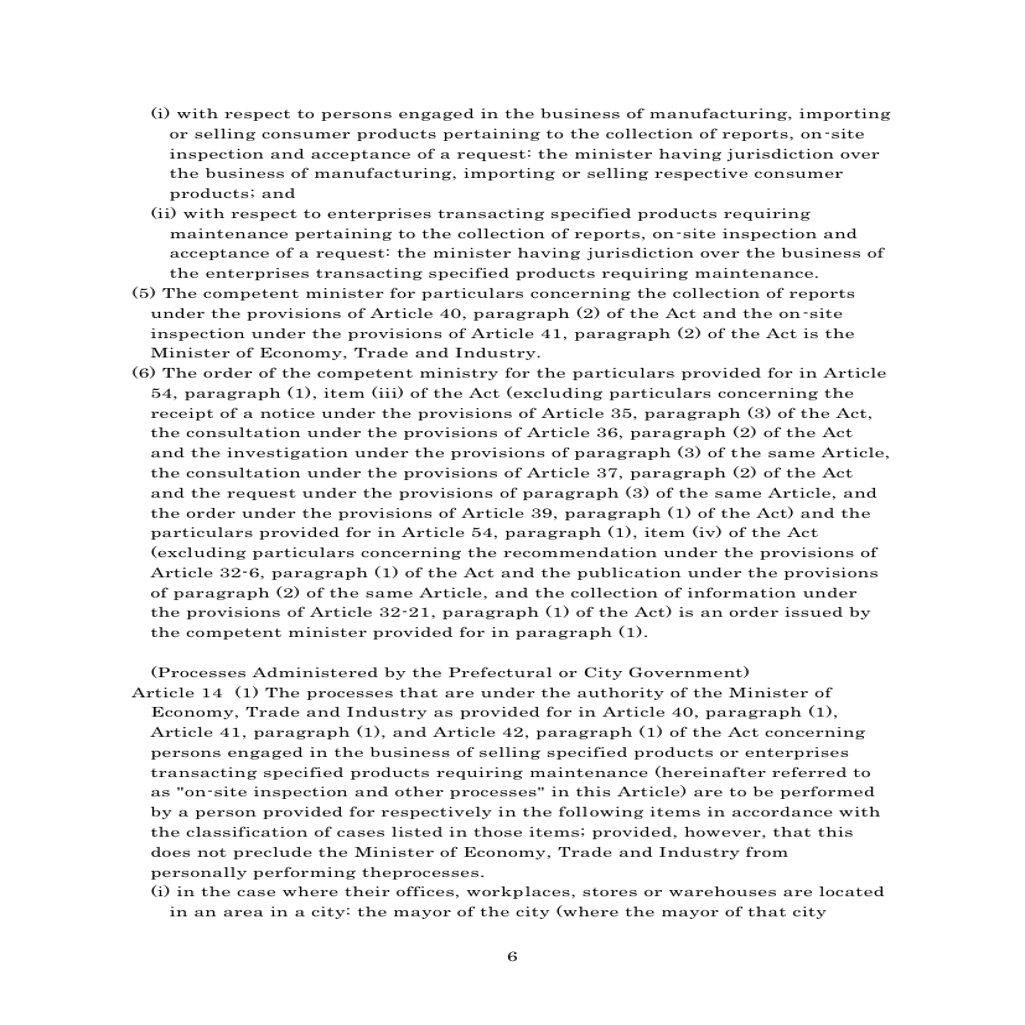 (i) with respect to persons engaged in the business of manufacturing, importing
or selling consumer products pertaining to the collection of reports, on-site
inspection and acceptance of a request: the minister having jurisdiction over
the business of manufacturing, importing or selling respective consumer
products; and
(ii) with respect to enterprises transacting specified products requiring
maintenance pertaining to the collection of reports, on-site inspection and
acceptance of a request: the minister having jurisdiction over the business of
the enterprises transacting specified products requiring maintenance.
(5) The competent minister for particulars concerning the collection of reports
under the provisions of Article 40, paragraph (2) of the Act and the on-site
inspection under the provisions of Article 41, paragraph (2) of the Act is the
Minister of Economy, Trade and Industry.
(6) The order of the competent ministry for the particulars provided for in Article
54, paragraph (1), item (iii) of the Act (excluding particulars concerning the
receipt of a notice under the provisions of Article 35, paragraph (3) of the Act,
the consultation under the provisions of Article 36, paragraph (2) of the Act
and the investigation under the provisions of paragraph (3) of the same Article,
the consultation under the provisions of Article 37, paragraph (2) of the Act
and the request under the provisions of paragraph (3) of the same Article, and
the order under the provisions of Article 39, paragraph (1) of the Act) and the
particulars provided for in Article 54, paragraph (1), item (iv) of the Act
(excluding particulars concerning the recommendation under the provisions of
Article 32-6, paragraph (1) of the Act and the publication under the provisions
of paragraph (2) of the same Article, and the collection of information under
the provisions of Article 32-21, paragraph (1) of the Act) is an order issued by
the competent minister provided for in paragraph (1).
(Processes Administered by the Prefectural or City Government)
Article 14 (1) The processes that are under the authority of the Minister of
Economy, Trade and Industry as provided for in Article 40, paragraph (1),
Article 41, paragraph (1), and Article 42, paragraph (1) of the Act concerning
persons engaged in the business of selling specified products or enterprises
transacting specified products requiring maintenance (hereinafter referred to
as "on-site inspection and other processes" in this Article) are to be performed
by a person provided for respectively in the following items in accordance with
the classification of cases listed in those items; provided, however, that this
does not preclude the Minister of Economy, Trade and Industry from
personally performing theprocesses.
(i) in the case where their offices, workplaces, stores or warehouses are located
in an area in a city: the mayor of the city (where the mayor of that city
6